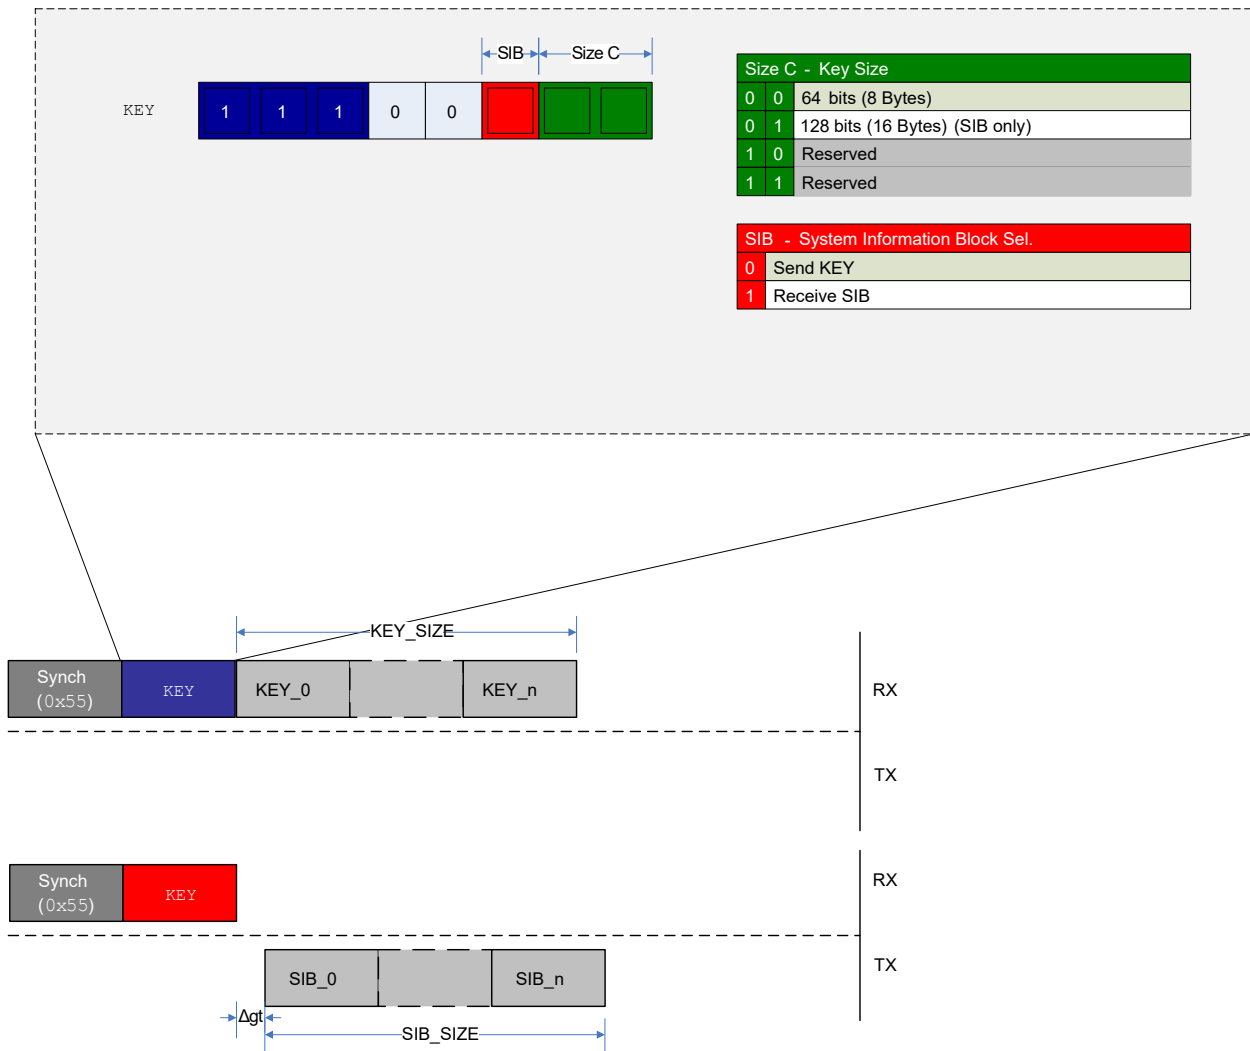 SIB
Size C
KEY
1 1 1 0 0
Size C - Key Size
0 0 64 bits (8 Bytes)
0 1 128 bits (16 Bytes) (SIB only)
1 0 Reserved
1 1 Reserved
SIB - System Information Block Sel.
0 Send KEY
1 Receive SIB
KEY_SIZE
Synch
(0x55)
KEY
KEY_0
KEY_n
RX
TX
Synch
(0x55)
KEY
RX
SIB_0
SIB_n
TX
Δgt
SIB_SIZE